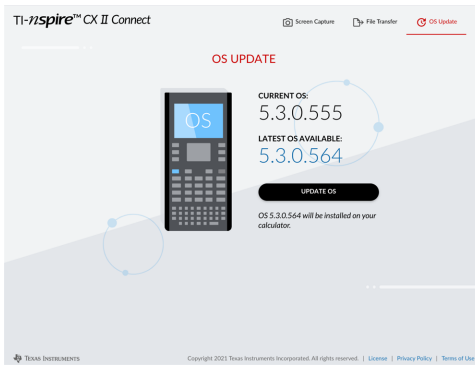 TI-nspire™ CX II Connect
Screen Capture
File Transfer
OS Update
OS UPDATE
OS
CURRENT OS:
5.3.0.555
LATEST OS AVAILABLE:
5.3.0.564
UPDATE OS
OS 5.3.0.564 will be installed on your
calculator.
TEXAS INSTRUMENTS
Copyright 2021 Texas Instruments Incorporated. All rights reserved. | License | Privacy Policy | Terms of Use